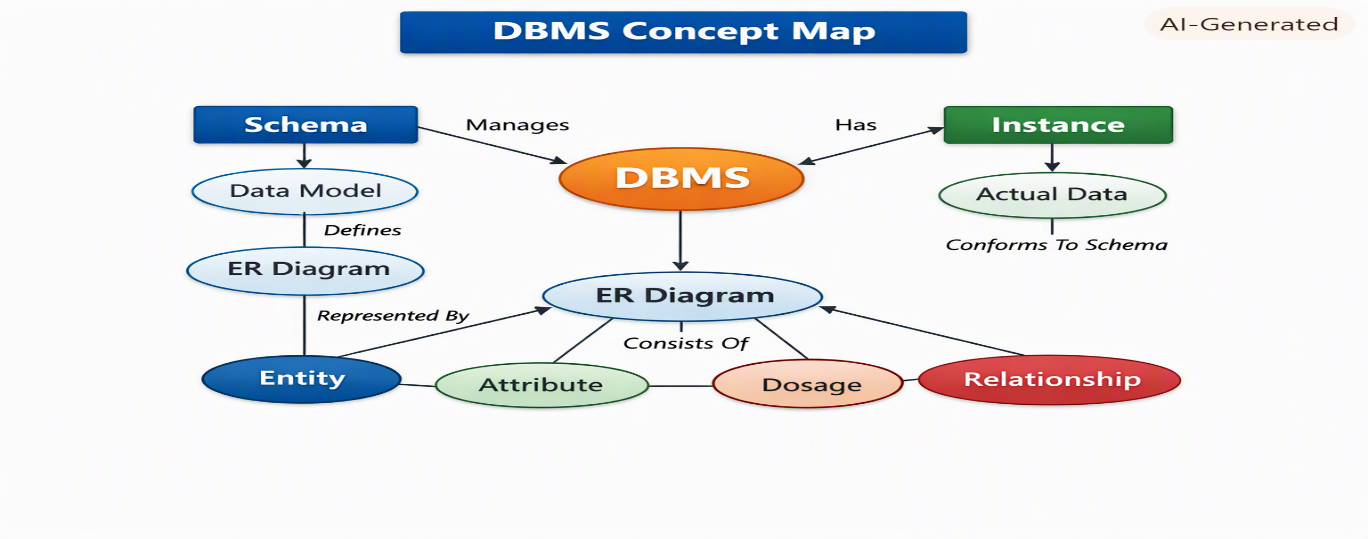 DBMS Concept Map
AI-Generated
Schema
Manages
Has
Instance
DBMS
Data Model
Actual Data
Defines
Conforms To Schema
ER Diagram
ER Diagram
Represented By
Consists Of
Entity
Attribute
Dosage
Relationship